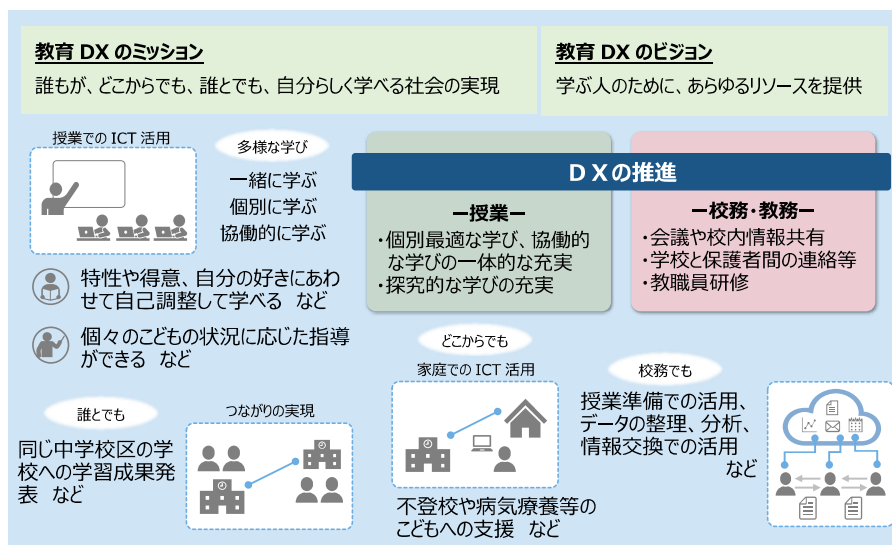 教育 DX のミッション
誰もが、どこからでも、誰とでも、自分らしく学べる社会の実現
教育 DX のビジョン
学ぶ人のために、あらゆるリソースを提供
授業での ICT 活用
多様な学び
一緒に学ぶ
個別に学ぶ
協働的に学ぶ
特性や得意、自分の好きにあわ
せて自己調整して学べる など
個々のこどもの状況に応じた指導
ができる など
DXの推進
ー授業ー
・個別最適な学び、協働的
な学びの一体的な充実
・探究的な学びの充実
ー校務・教務ー
・会議や校内情報共有
・学校と保護者間の連絡等
・教職員研修
誰とでも
同じ中学校区の学
校への学習成果発
表 など
つながりの実現
どこからでも
家庭での ICT 活用
不登校や病気療養等の
こどもへの支援 など
校務でも
授業準備での活用、
データの整理、分析、
情報交換での活用
など